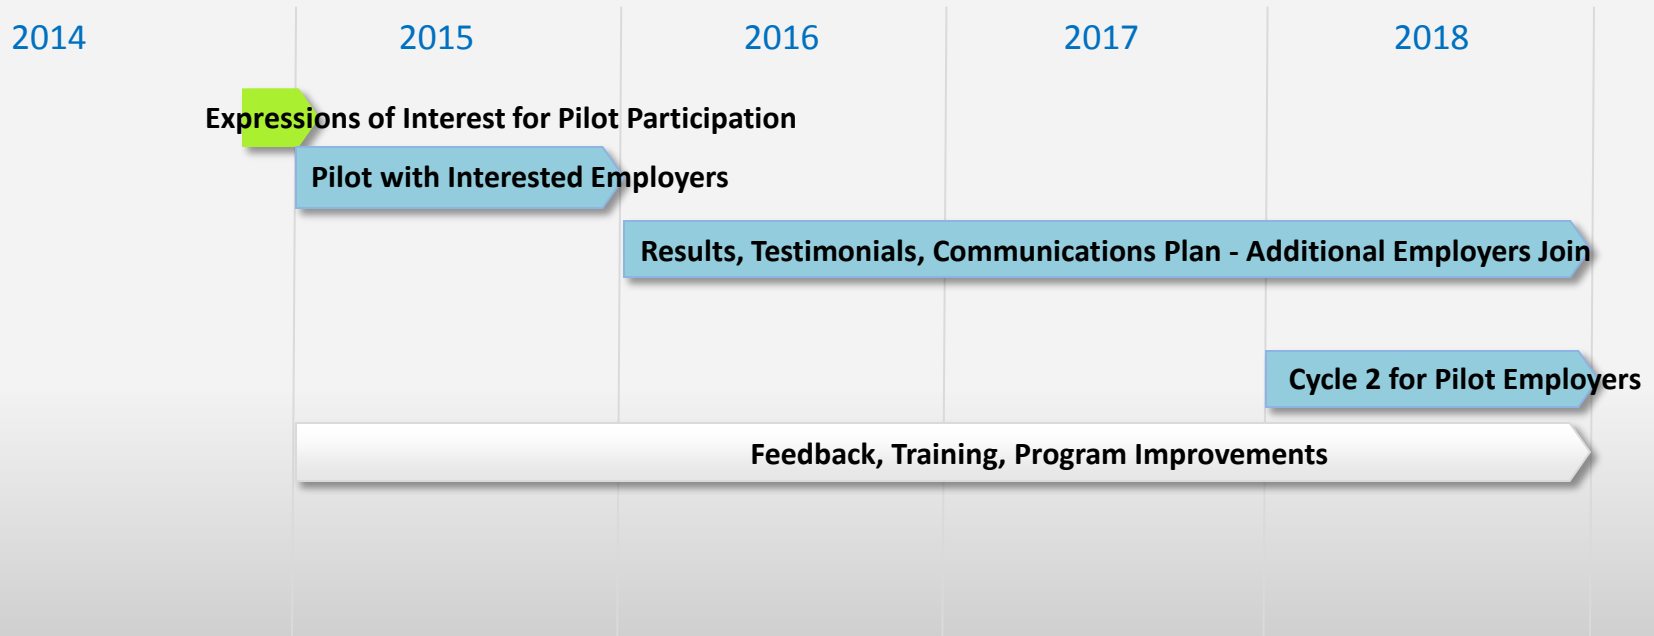 2014
2015
2016
2017
2018
Expressions of Interest for Pilot Participation
Pilot with Interested Employers
Results, Testimonials, Communications Plan - Additional Employers Join
Cycle 2 for Pilot Employers
Feedback, Training, Program Improvements